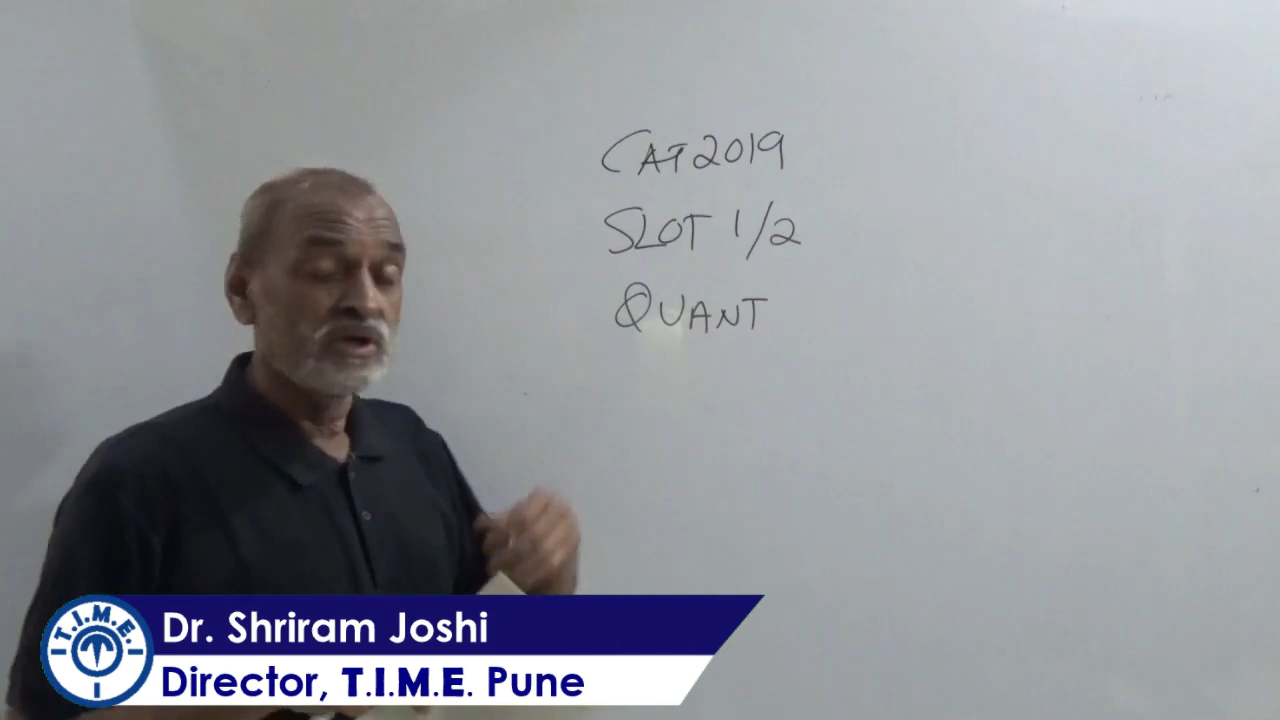 CAT2019
SLOT 1/2
QUANT
T.I.M.E.
Dr. Shriram Joshi
Director, T.I.M.E. Pune